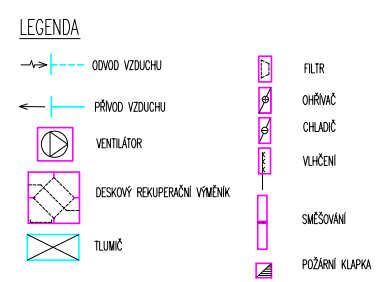 LEGENDA
ODVOD VZDUCHU
PŘÍVOD VZDUCHU
VENTILÁTOR
DESKOVÝ REKUPERAČNÍ VÝMĚNÍK
TLUMIČ
FILTR
OHŘÍVAČ
CHLADIČ
VLHČENÍ
SMĚŠOVÁNÍ
POŽÁRNÍ KLAPKA